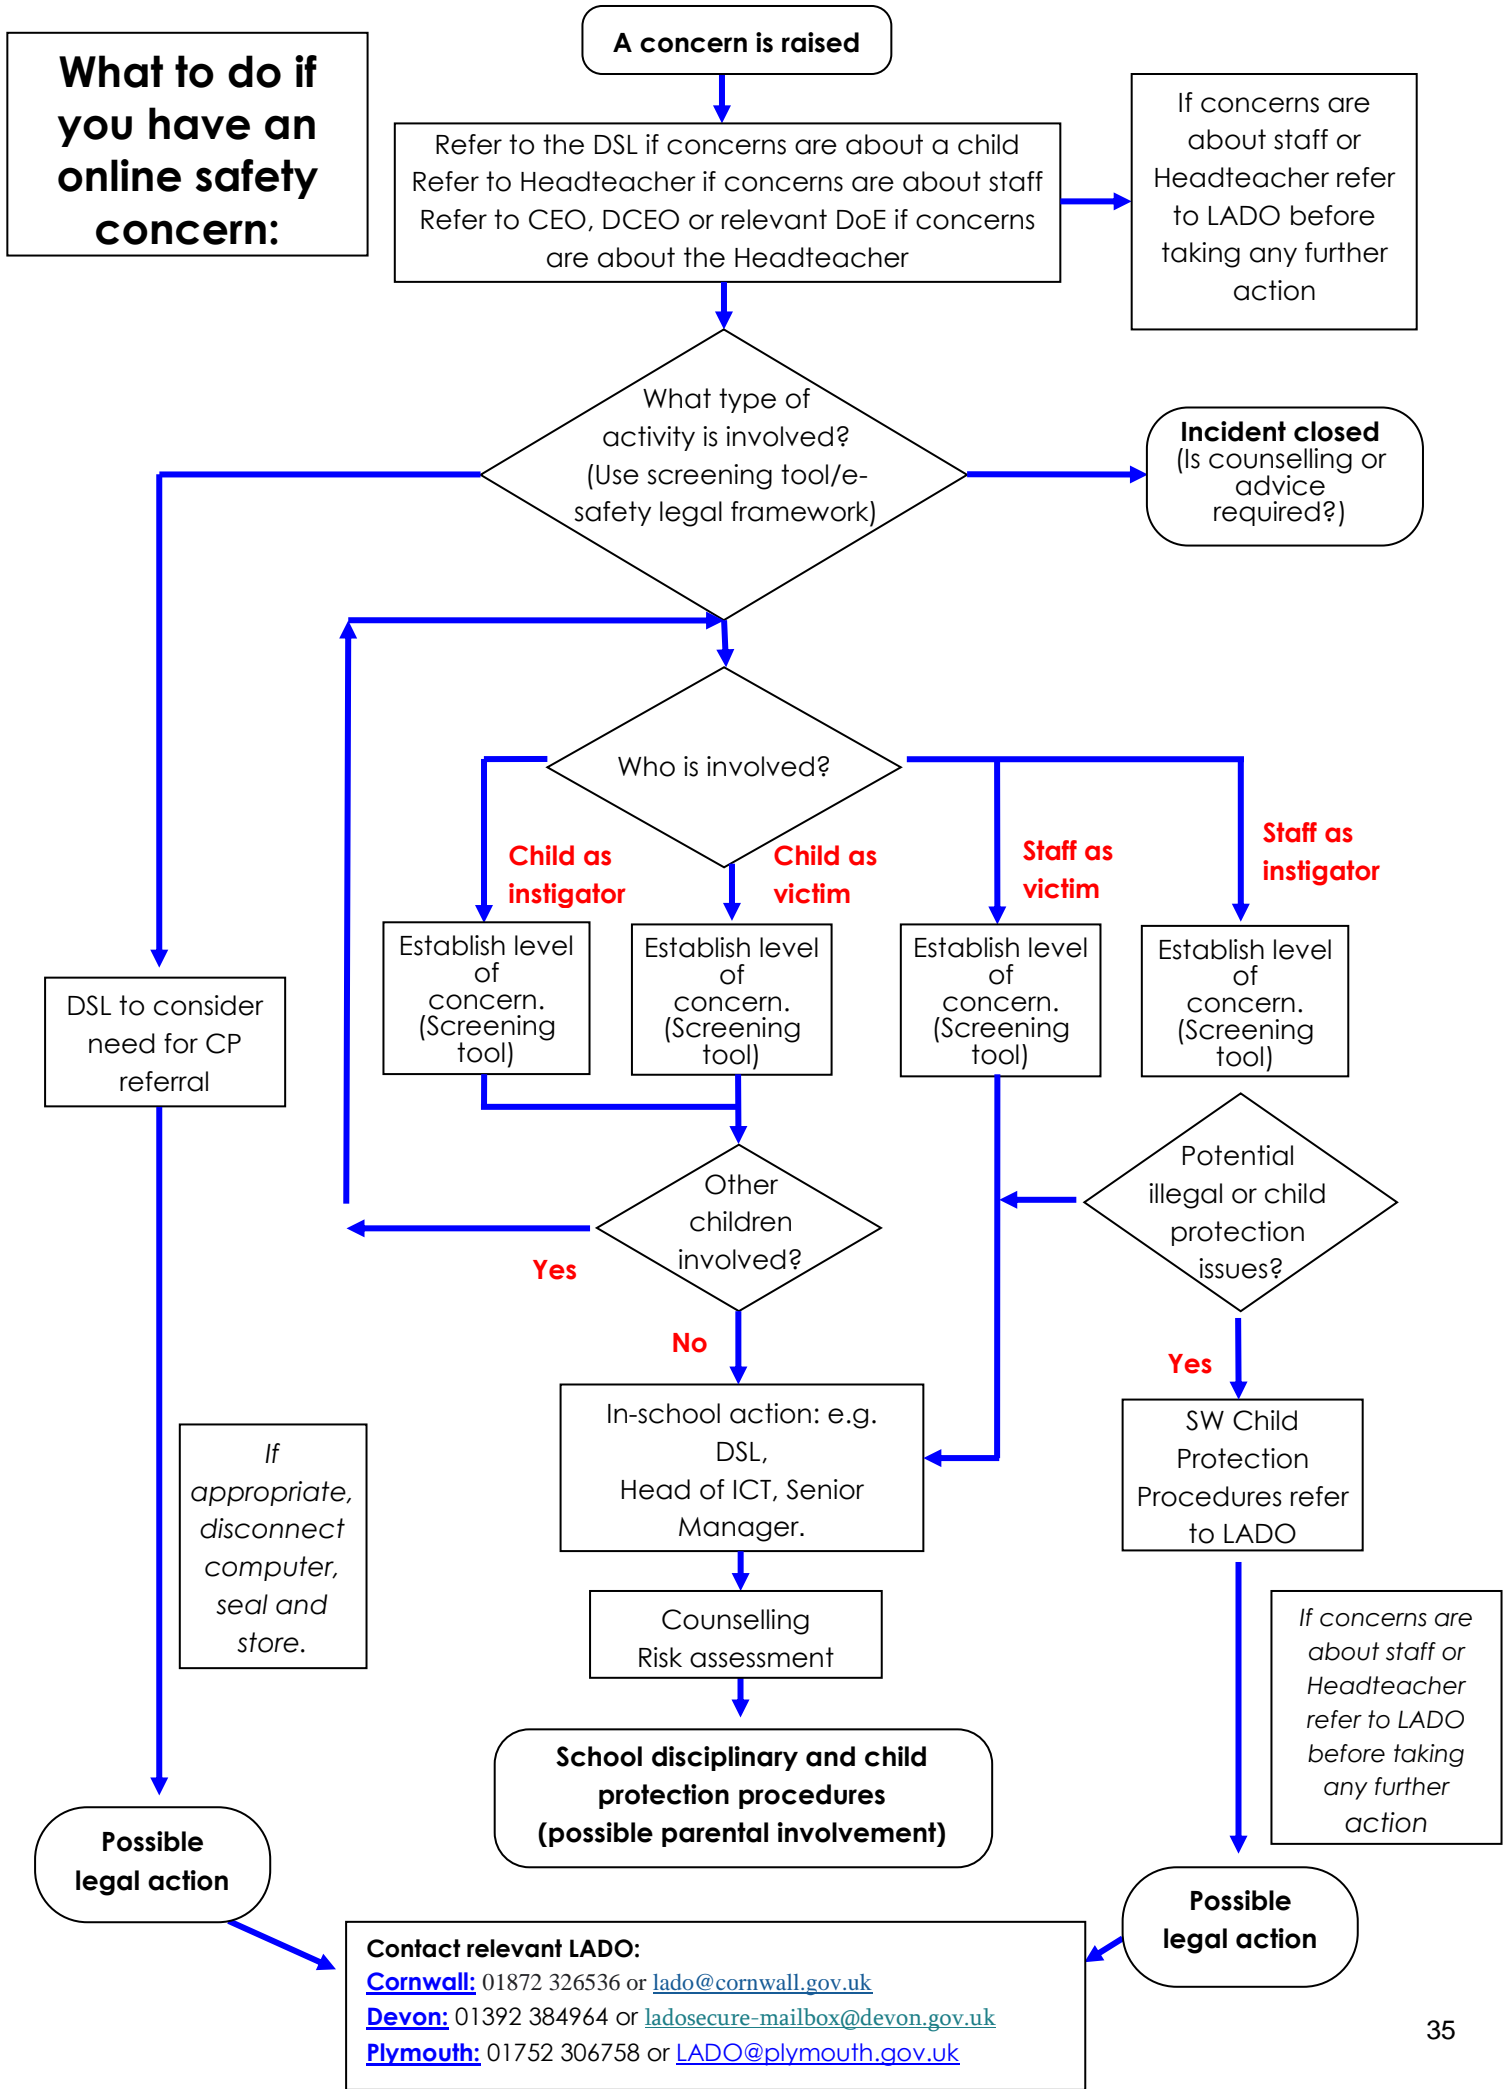 What to do if
you have an
online safety
concern:
A concern is raised
Refer to the DSL if concerns are about a child
Refer to Headteacher if concerns are about staff
Refer to CEO, DCEO or relevant DoE if concerns
are about the Headteacher
If concerns are
about staff or
Headteacher refer
to LADO before
taking any further
action
What type of
activity is involved?
(Use screening tool/e-
safety legal framework)
Incident closed
(Is counselling or
advice
required?)
Who is involved?
Child as
instigator
Child as
victim
Staff as
victim
Staff as
instigator
Establish level
of
concern.
(Screening
tool)
Establish level
of
concern.
(Screening
tool)
Establish level
of
concern.
(Screening
tool)
Establish level
of
concern.
(Screening
tool)
DSL to consider
need for CP
referral
Other
children
involved?
Potential
illegal or child
protection
issues?
Yes
No
Yes
In-school action: e.g.
DSL,
Head of ICT, Senior
Manager.
SW Child
Protection
Procedures refer
to LADO
If
appropriate,
disconnect
computer,
seal and
store.
Counselling
Risk assessment
If concerns are
about staff or
Headteacher
refer to LADO
before taking
any further
action
School disciplinary and child
protection procedures
(possible parental involvement)
Possible
legal action
Possible
legal action
Contact relevant LADO:
Cornwall: 01872 326536 or lado@cornwall.gov.uk
Devon: 01392 384964 or ladosecure-mailbox@devon.gov.uk
Plymouth: 01752 306758 or LADO@plymouth.gov.uk
35